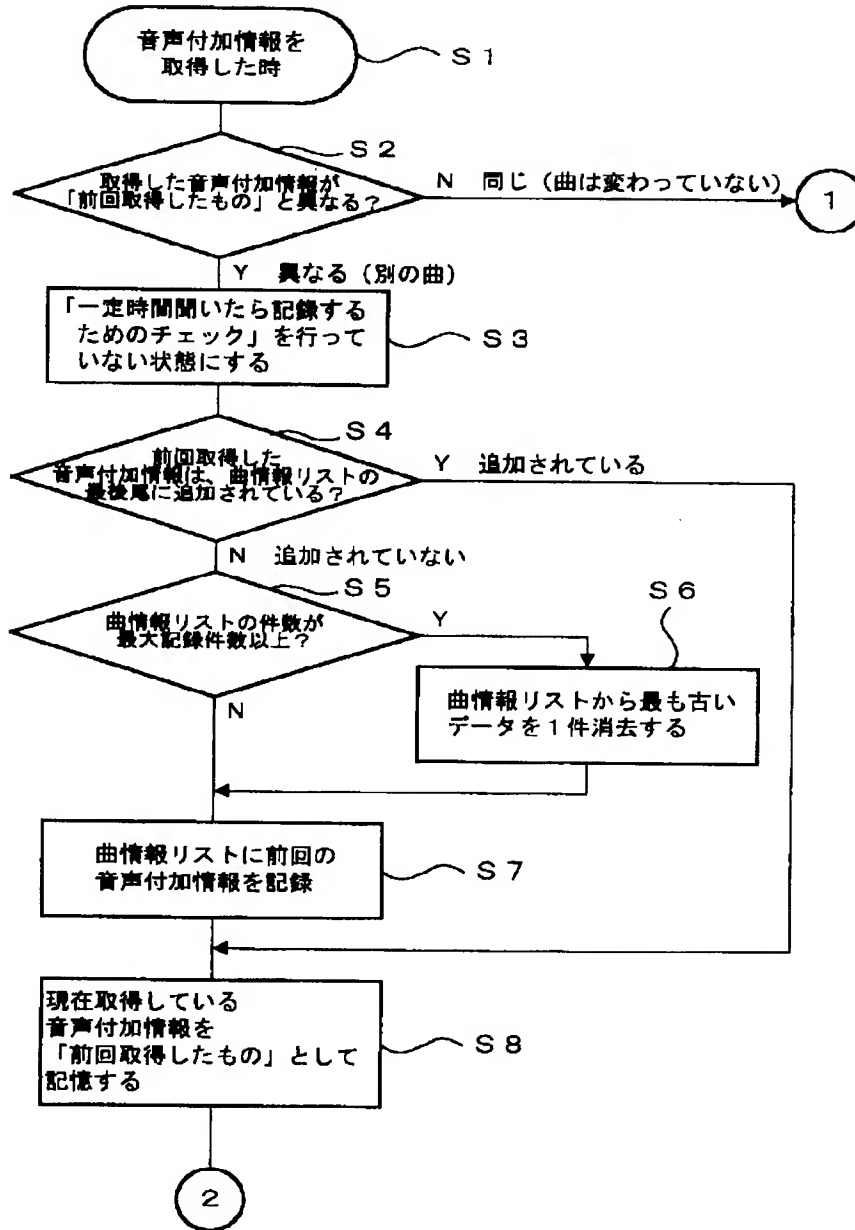 音声付加情報を
取得した時
S1
S2
取得した音声付加情報が
「前回取得したもの」と異なる？
N 同じ（曲は変わっていない）
1
Y 異なる（別の曲）
「一定時間聞いたら記録する
ためのチェック」を行って
いない状態にする
S3
S4
前回取得した
音声付加情報は、曲情報リストの
最後尾に追加されている？
Y 追加されている
N 追加されていない
S5
曲情報リストの件数が
最大記録件数以上？
Y
S6
N
曲情報リストから最も古い
データを１件消去する
曲情報リストに前回の
音声付加情報を記録
S7
現在取得している
音声付加情報を
「前回取得したもの」として
記憶する
S8
2